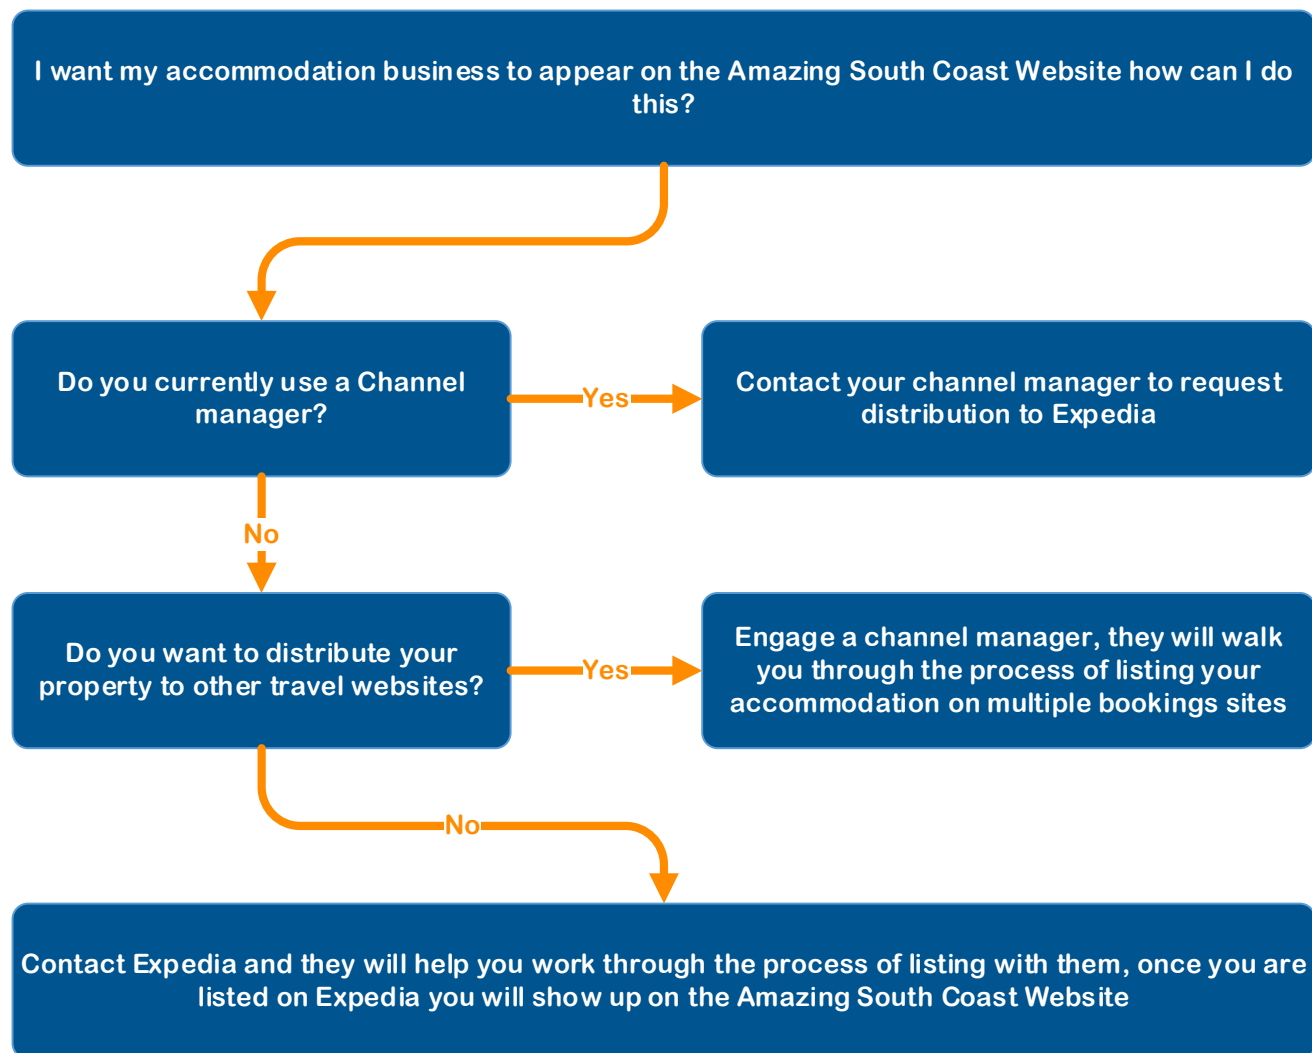 I want my accommodation business to appear on the Amazing South Coast Website how can I do
this?
Do you currently use a Channel
manager?
Yes
Contact your channel manager to request
distribution to Expedia
No
Do you want to distribute your
property to other travel websites?
Yes
Engage a channel manager, they will walk
you through the process of listing your
accommodation on multiple bookings sites
No
Contact Expedia and they will help you work through the process of listing with them, once you are
listed on Expedia you will show up on the Amazing South Coast Website